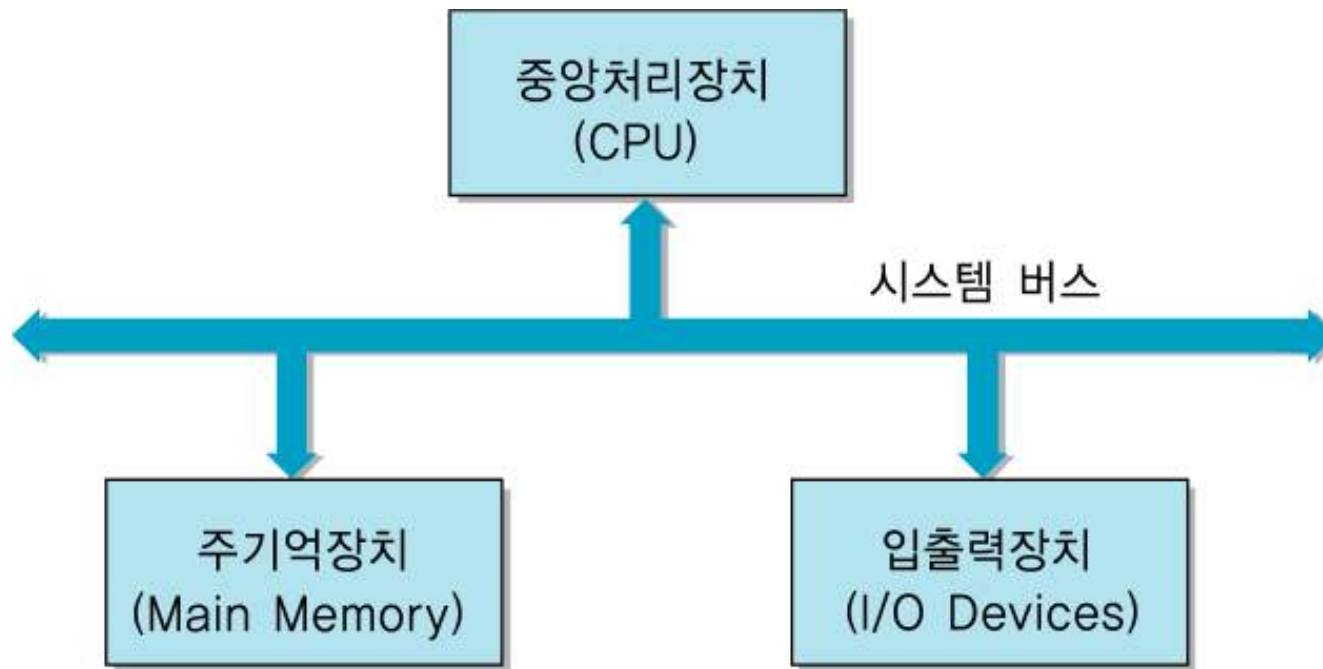 중앙처리장치
(CPU)
시스템 버스
주기억장치
(Main Memory)
입출력장치
(I/O Devices)